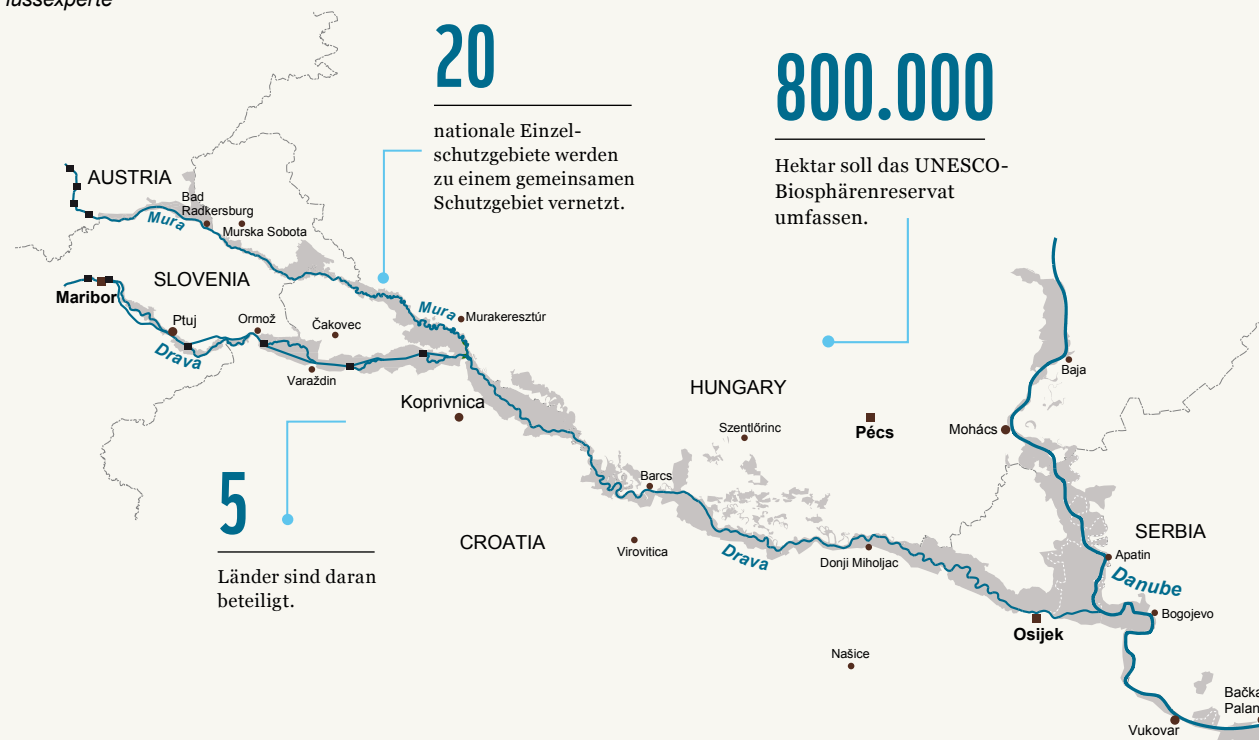 lussexperte
20
nationale Einzel-
schutzgebiete werden
zu einem gemeinsamen
Schutzgebiet vernetzt.
800.000
Hektar soll das UNESCO-
Biosphärenreservat
umfassen.
AUSTRIA
Bad
Radkersburg
Mura
Murska Sobota
SLOVENIA
Maribor
Ptuj
Ormož
Čakovec
Mura
Murakeresztúr
Drava
Varaždin
Koprivnica
HUNGARY
Baja
Szentlőrinc
Pécs
Mohács
5
Länder sind daran
beteiligt.
Barcs
CROATIA
Virovitica
Drava
Donji Miholjac
SERBIA
Apatin
Danube
Bogojevo
Osijek
Našice
Bačka
Palan
Vukovar